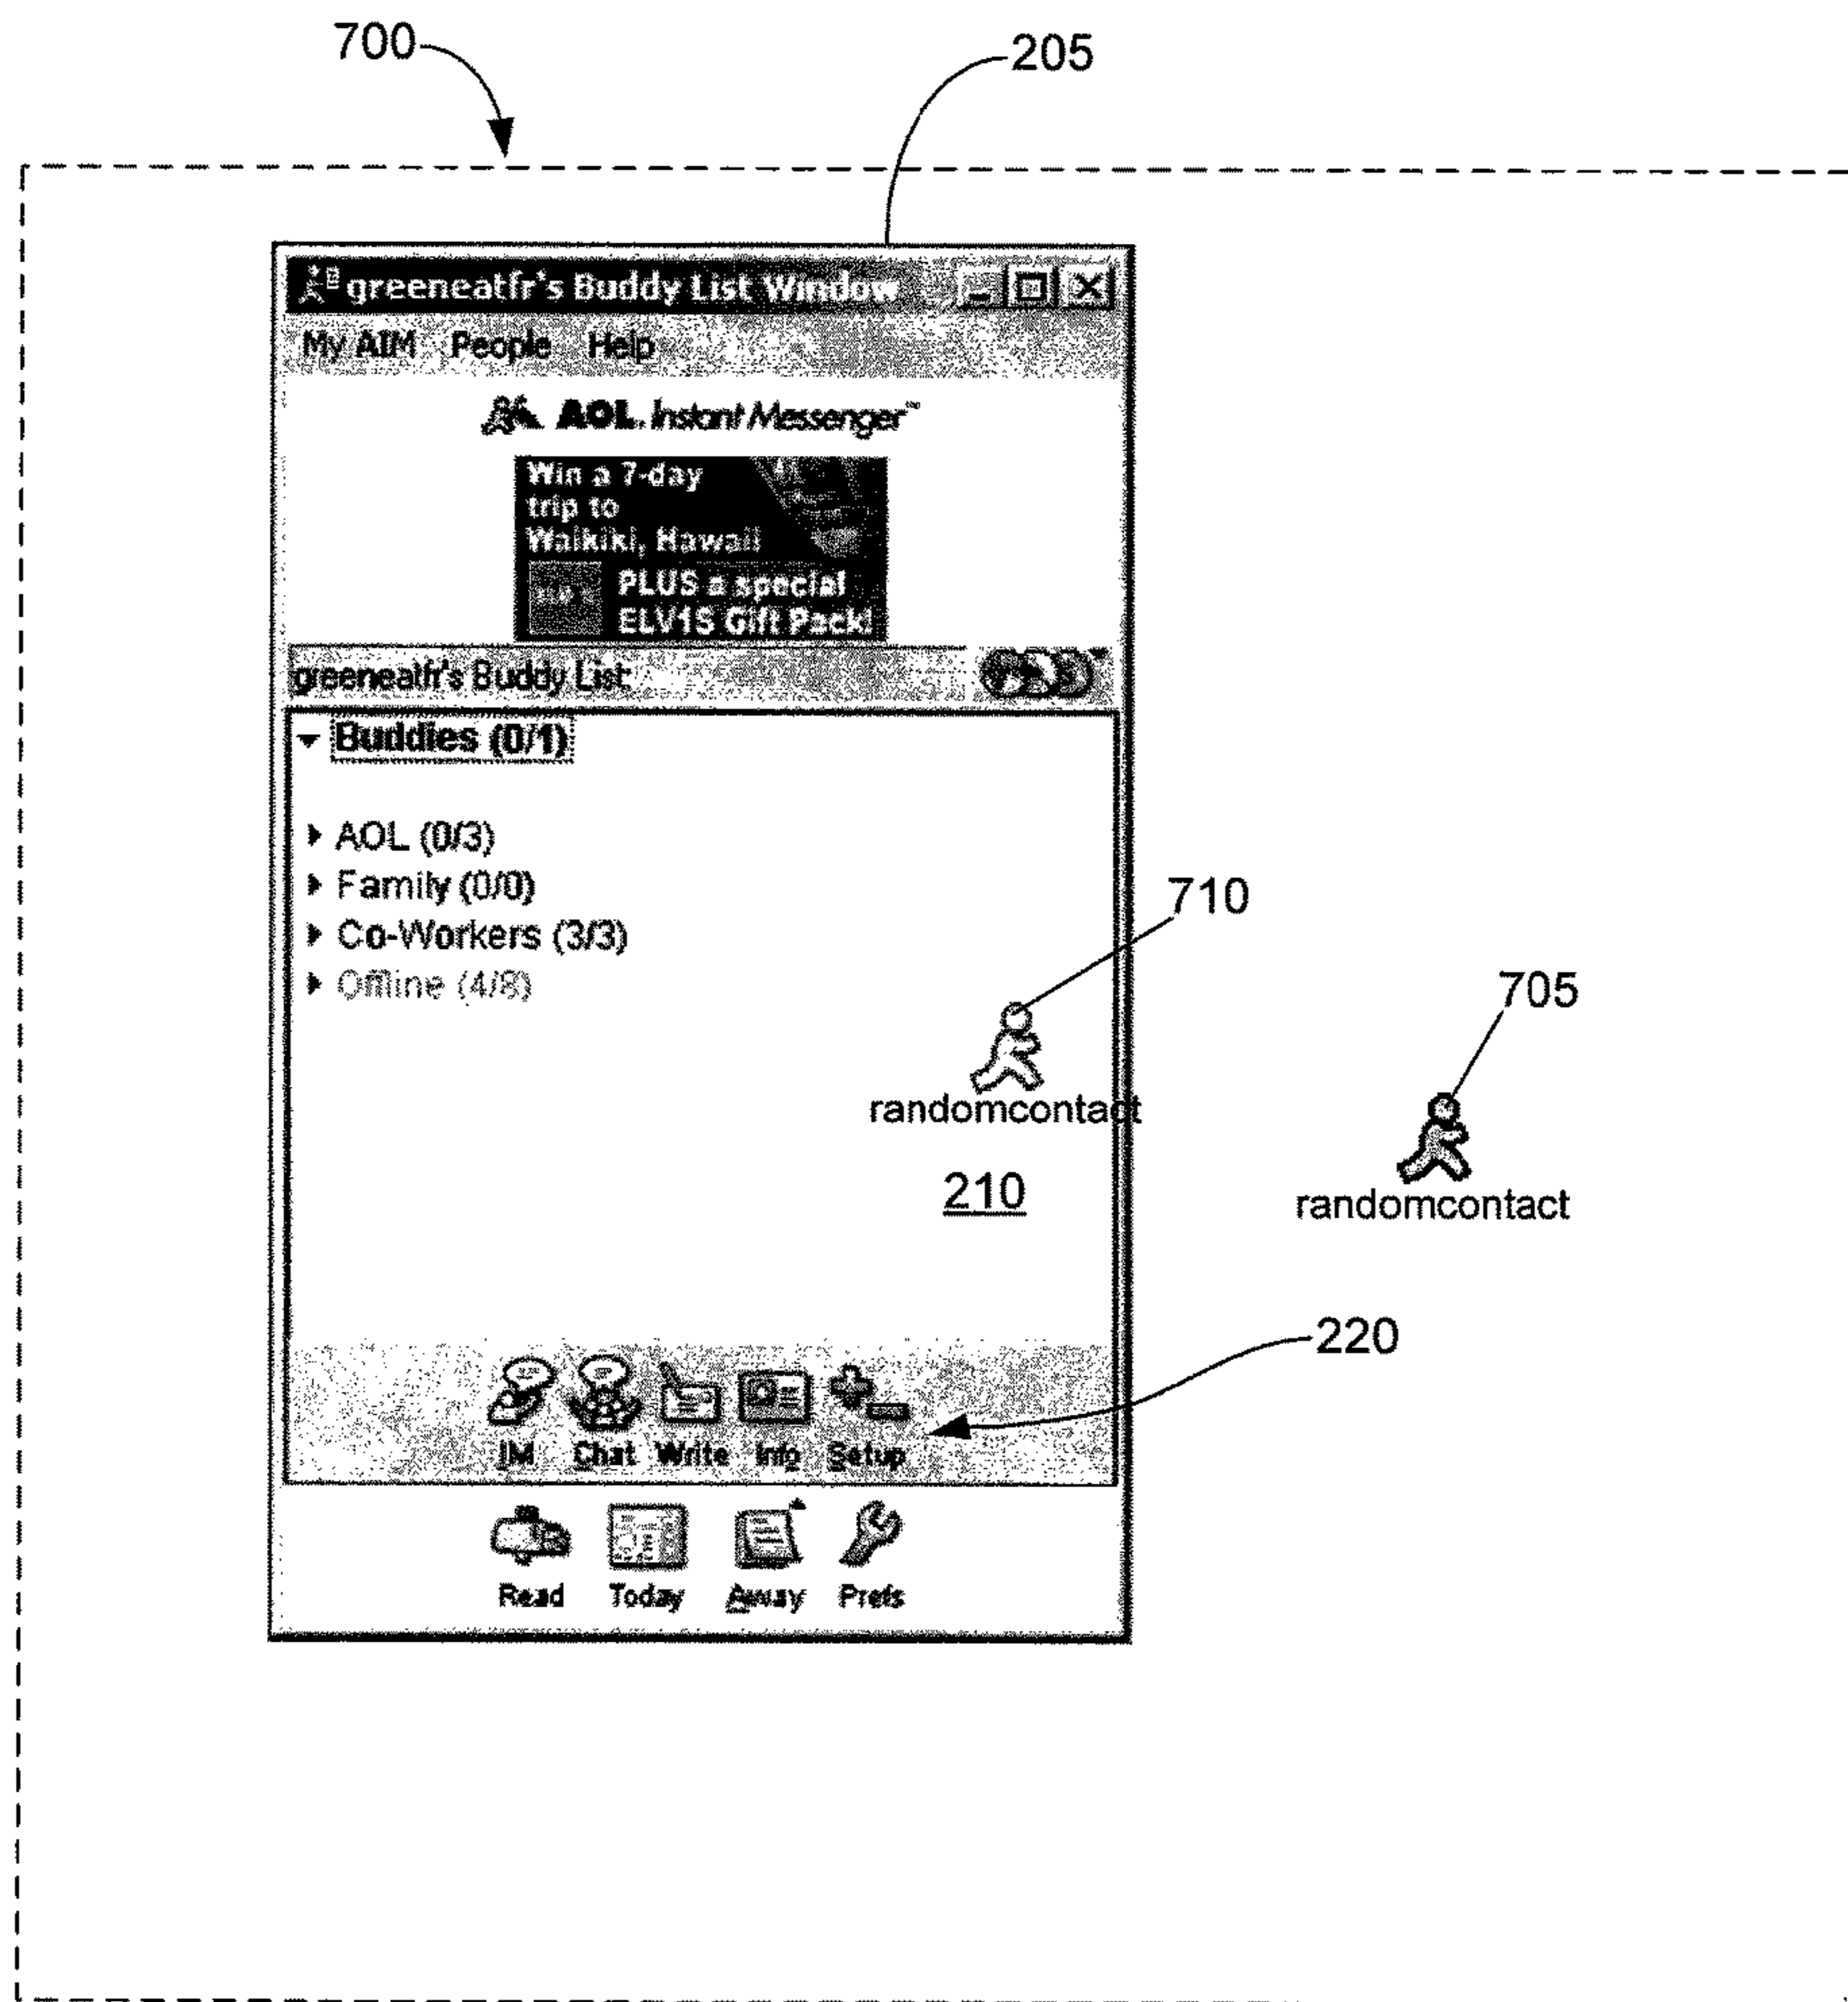 700
205
greeneatfr's Buddy List Window
My AIM People Help
AOL Instant Messenger™
Win a 7-day
trip to
Waikiki, Hawaii
PLUS a special
ELV1S Gift Pack!
greeneatfr's Buddy List
Buddies (0/1)
AOL (0/3)
Family (0/0)
Co-Workers (3/3)
Offline (4/8)
710
705
randomcontact
randomcontact
210
220
IM Chat Write Info Setup
Read Today Away Prefs